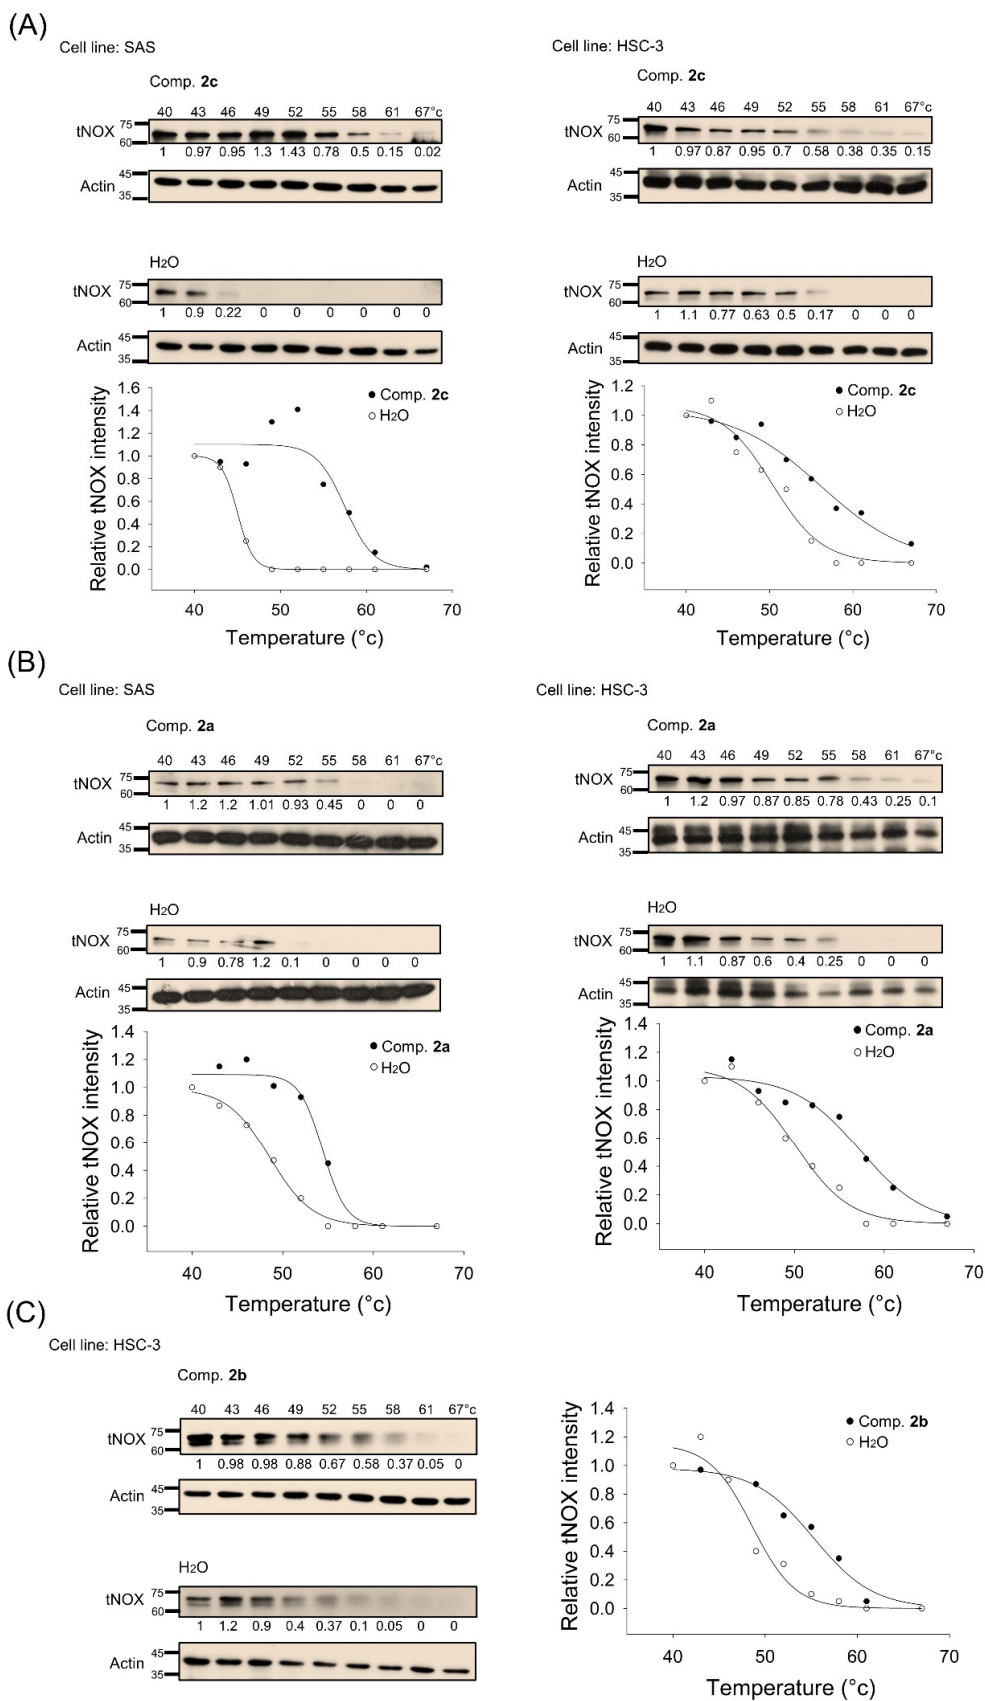 (A)
Cell line: SAS
Comp. 2c
40 43 46 49 52 55 58 61 67°c
tNOX 75 60
1 0.97 0.95 1.3 1.43 0.78 0.5 0.15 0.02
Actin 45 35
H2O
tNOX 75 60
1 0.9 0.22 0 0 0 0 0 0
Actin 45 35
Relative tNOX intensity
1.6
1.4
1.2
1.0
0.8
0.6
0.4
0.2
0.0
Comp. 2c
H2O
40 50 60 70
Temperature (°c)
Cell line: HSC-3
Comp. 2c
40 43 46 49 52 55 58 61 67°c
tNOX 75 60
1 0.97 0.87 0.95 0.7 0.58 0.38 0.35 0.15
Actin 45 35
H2O
tNOX 75 60
1 1.1 0.77 0.63 0.5 0.17 0 0 0
Actin 45 35
Relative tNOX intensity
1.2
1.0
0.8
0.6
0.4
0.2
0.0
Comp. 2c
H2O
40 50 60 70
Temperature (°c)
(B)
Cell line: SAS
Comp. 2a
40 43 46 49 52 55 58 61 67°c
tNOX 75 60
1 1.2 1.2 1.01 0.93 0.45 0 0 0
Actin 45 35
H2O
tNOX 75 60
1 0.9 0.78 1.2 0.1 0 0 0 0
Actin 45 35
Relative tNOX intensity
1.4
1.2
1.0
0.8
0.6
0.4
0.2
0.0
Comp. 2a
H2O
40 50 60 70
Temperature (°c)
Cell line: HSC-3
Comp. 2a
40 43 46 49 52 55 58 61 67°c
tNOX 75 60
1 1.2 0.97 0.87 0.85 0.78 0.43 0.25 0.1
Actin 45 35
H2O
tNOX 75 60
1 1.1 0.87 0.6 0.4 0.25 0 0 0
Actin 45 35
Relative tNOX intensity
1.4
1.2
1.0
0.8
0.6
0.4
0.2
0.0
Comp. 2a
H2O
40 50 60 70
Temperature (°c)
(C)
Cell line: HSC-3
Comp. 2b
40 43 46 49 52 55 58 61 67°c
tNOX 75 60
1 0.98 0.98 0.88 0.67 0.58 0.37 0.05 0
Actin 45 35
H2O
tNOX 75 60
1 1.2 0.9 0.4 0.37 0.1 0.05 0 0
Actin 45 35
Relative tNOX intensity
1.4
1.2
1.0
0.8
0.6
0.4
0.2
0.0
Comp. 2b
H2O
40 50 60 70
Temperature (°c)